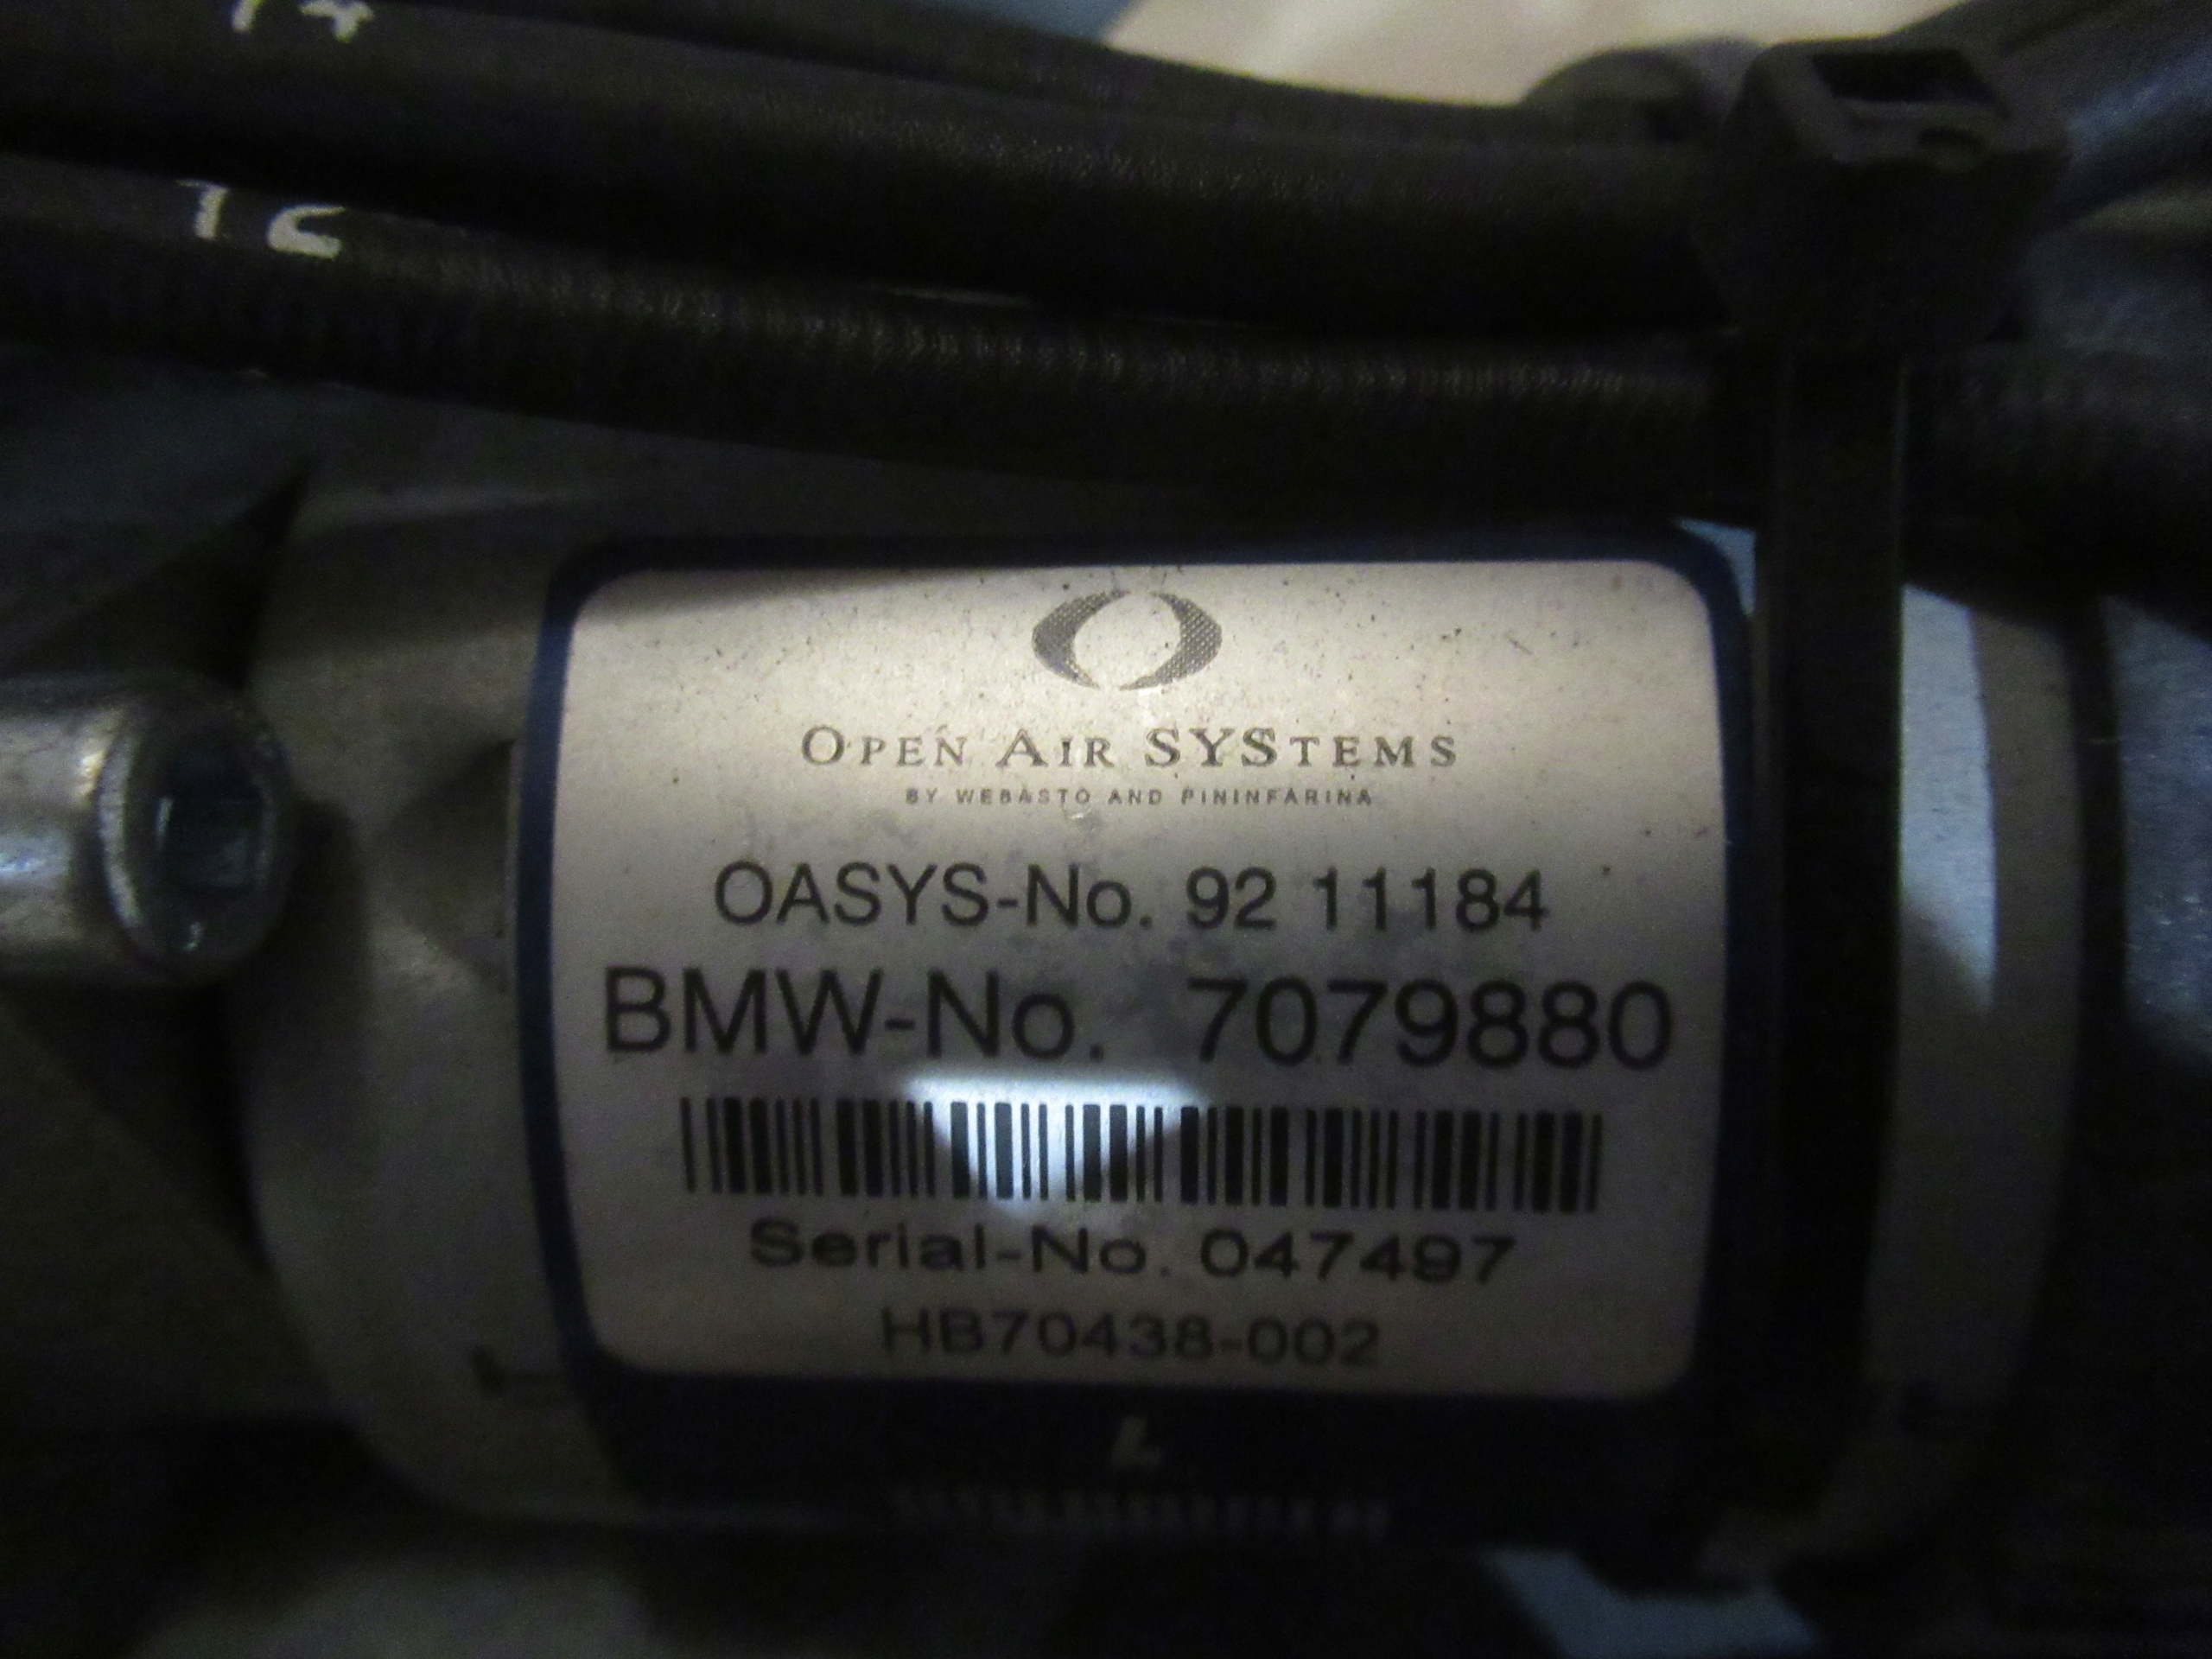 12
OPEN AIR SYSTEMS
BY WEBASTO AND PININFARINA
OASYS-No. 92 11184
BMW-No. 7079880
Serial-No. 047497
HB70438-002
L